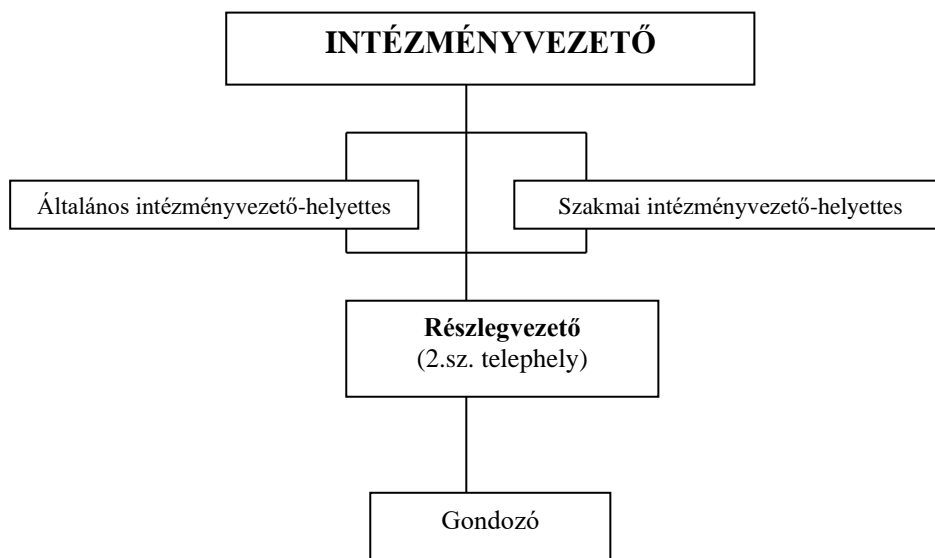 INTÉZMÉNYVEZETŐ
Általános intézményvezető-helyettes
Szakmai intézményvezető-helyettes
Részlegvezető
(2.sz. telephely)
Gondozó